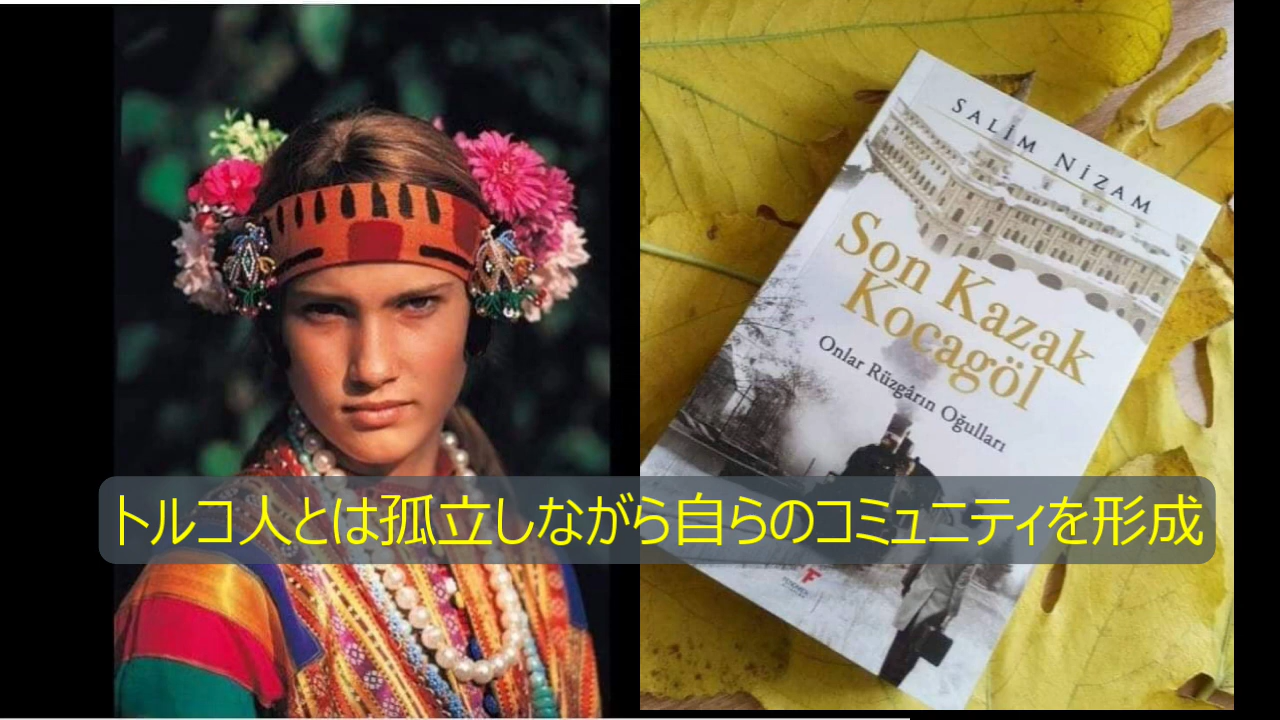 SALİM NİZAM
Son Kazak
Kocagöl
Onlar Rüzgârın Oğulları
トルコ人とは孤立しながら自らのコミュニティを形成